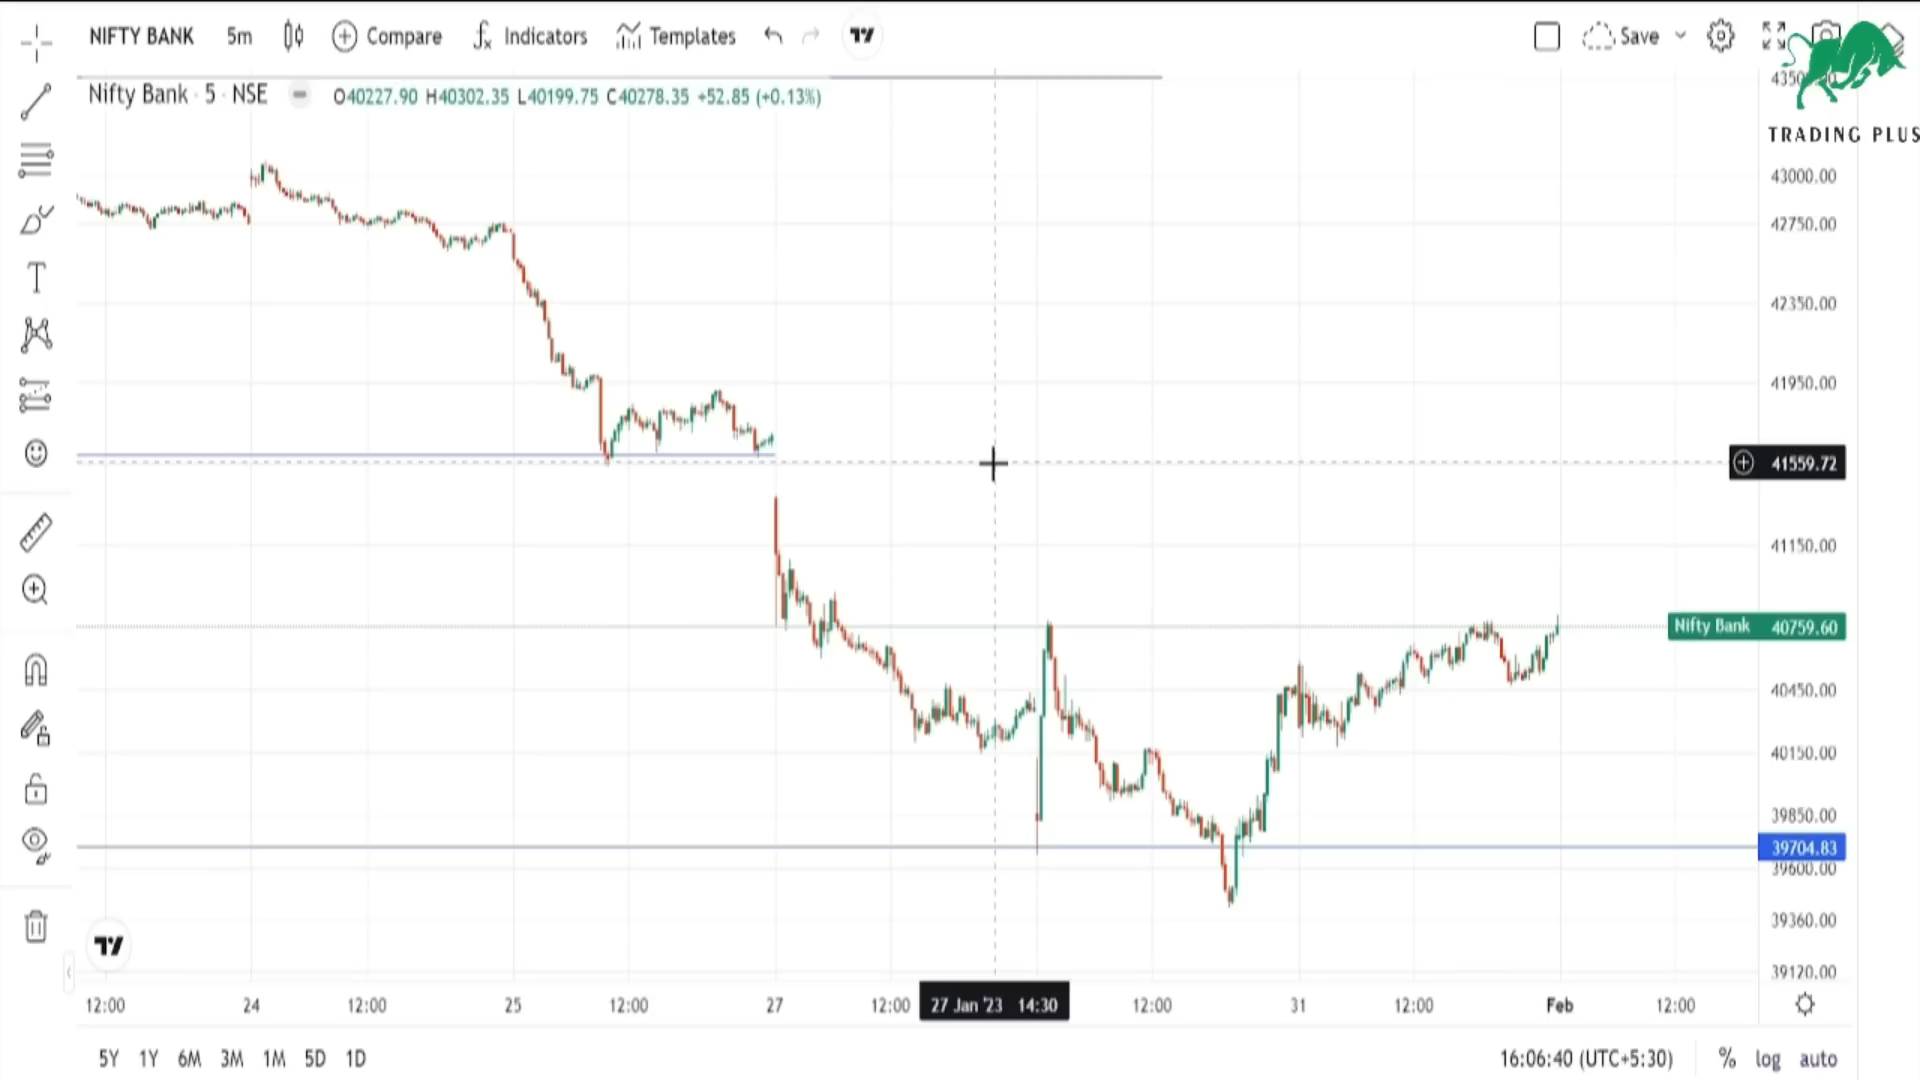 NIFTY BANK 5m Compare Indicators Templates Save
Nifty Bank · 5 · NSE O40227.90 H40302.35 L40199.75 C40278.35 +52.85 (+0.13%)
TRADING PLUS
43000.00
42750.00
42350.00
41950.00
41559.72
41150.00
Nifty Bank 40759.60
40450.00
40150.00
39850.00
39704.83
39600.00
39360.00
39120.00
12:00 24 12:00 25 12:00 27 12:00 27 Jan '23 14:30 12:00 31 12:00 Feb 12:00
5Y 1Y 6M 3M 1M 5D 1D 16:06:40 (UTC+5:30) % log auto